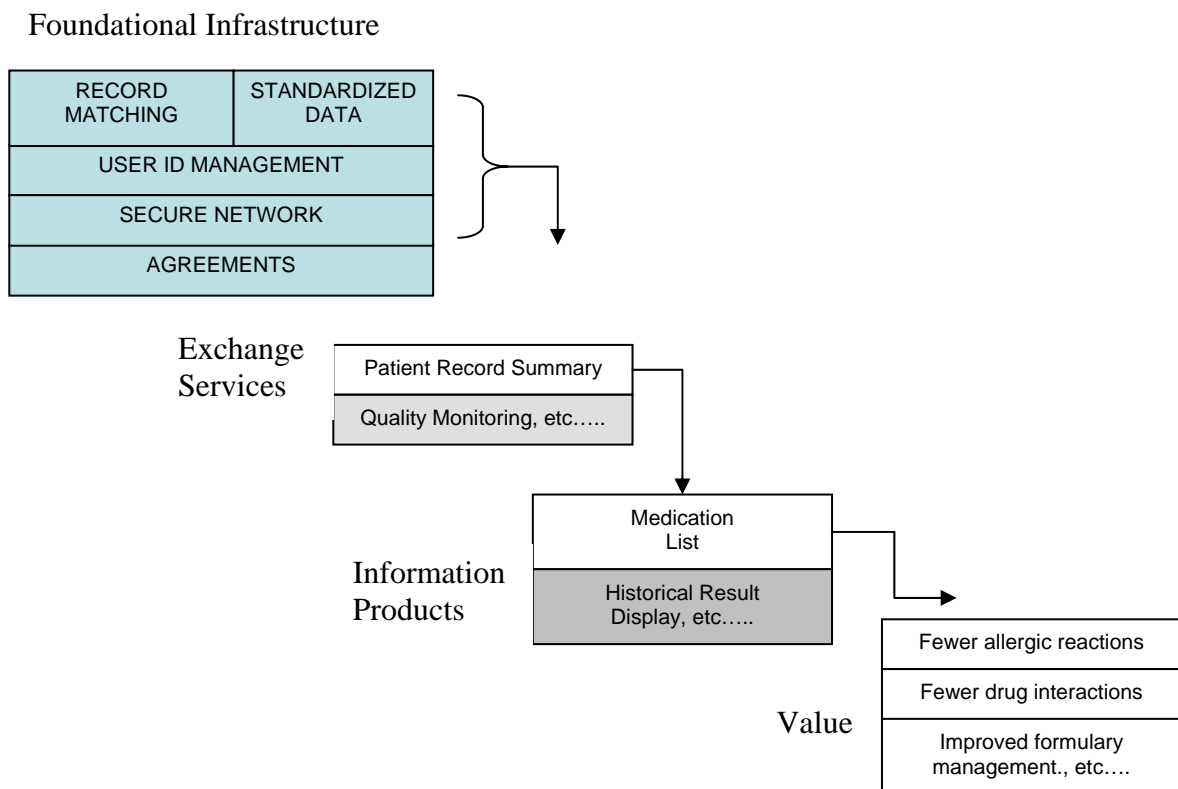 Foundational Infrastructure
RECORD
MATCHING
STANDARDIZED
DATA
USER ID MANAGEMENT
SECURE NETWORK
AGREEMENTS
Exchange
Services
Patient Record Summary
Quality Monitoring, etc…..
Information
Products
Medication
List
Historical Result
Display, etc…..
Value
Fewer allergic reactions
Fewer drug interactions
Improved formulary
management., etc….